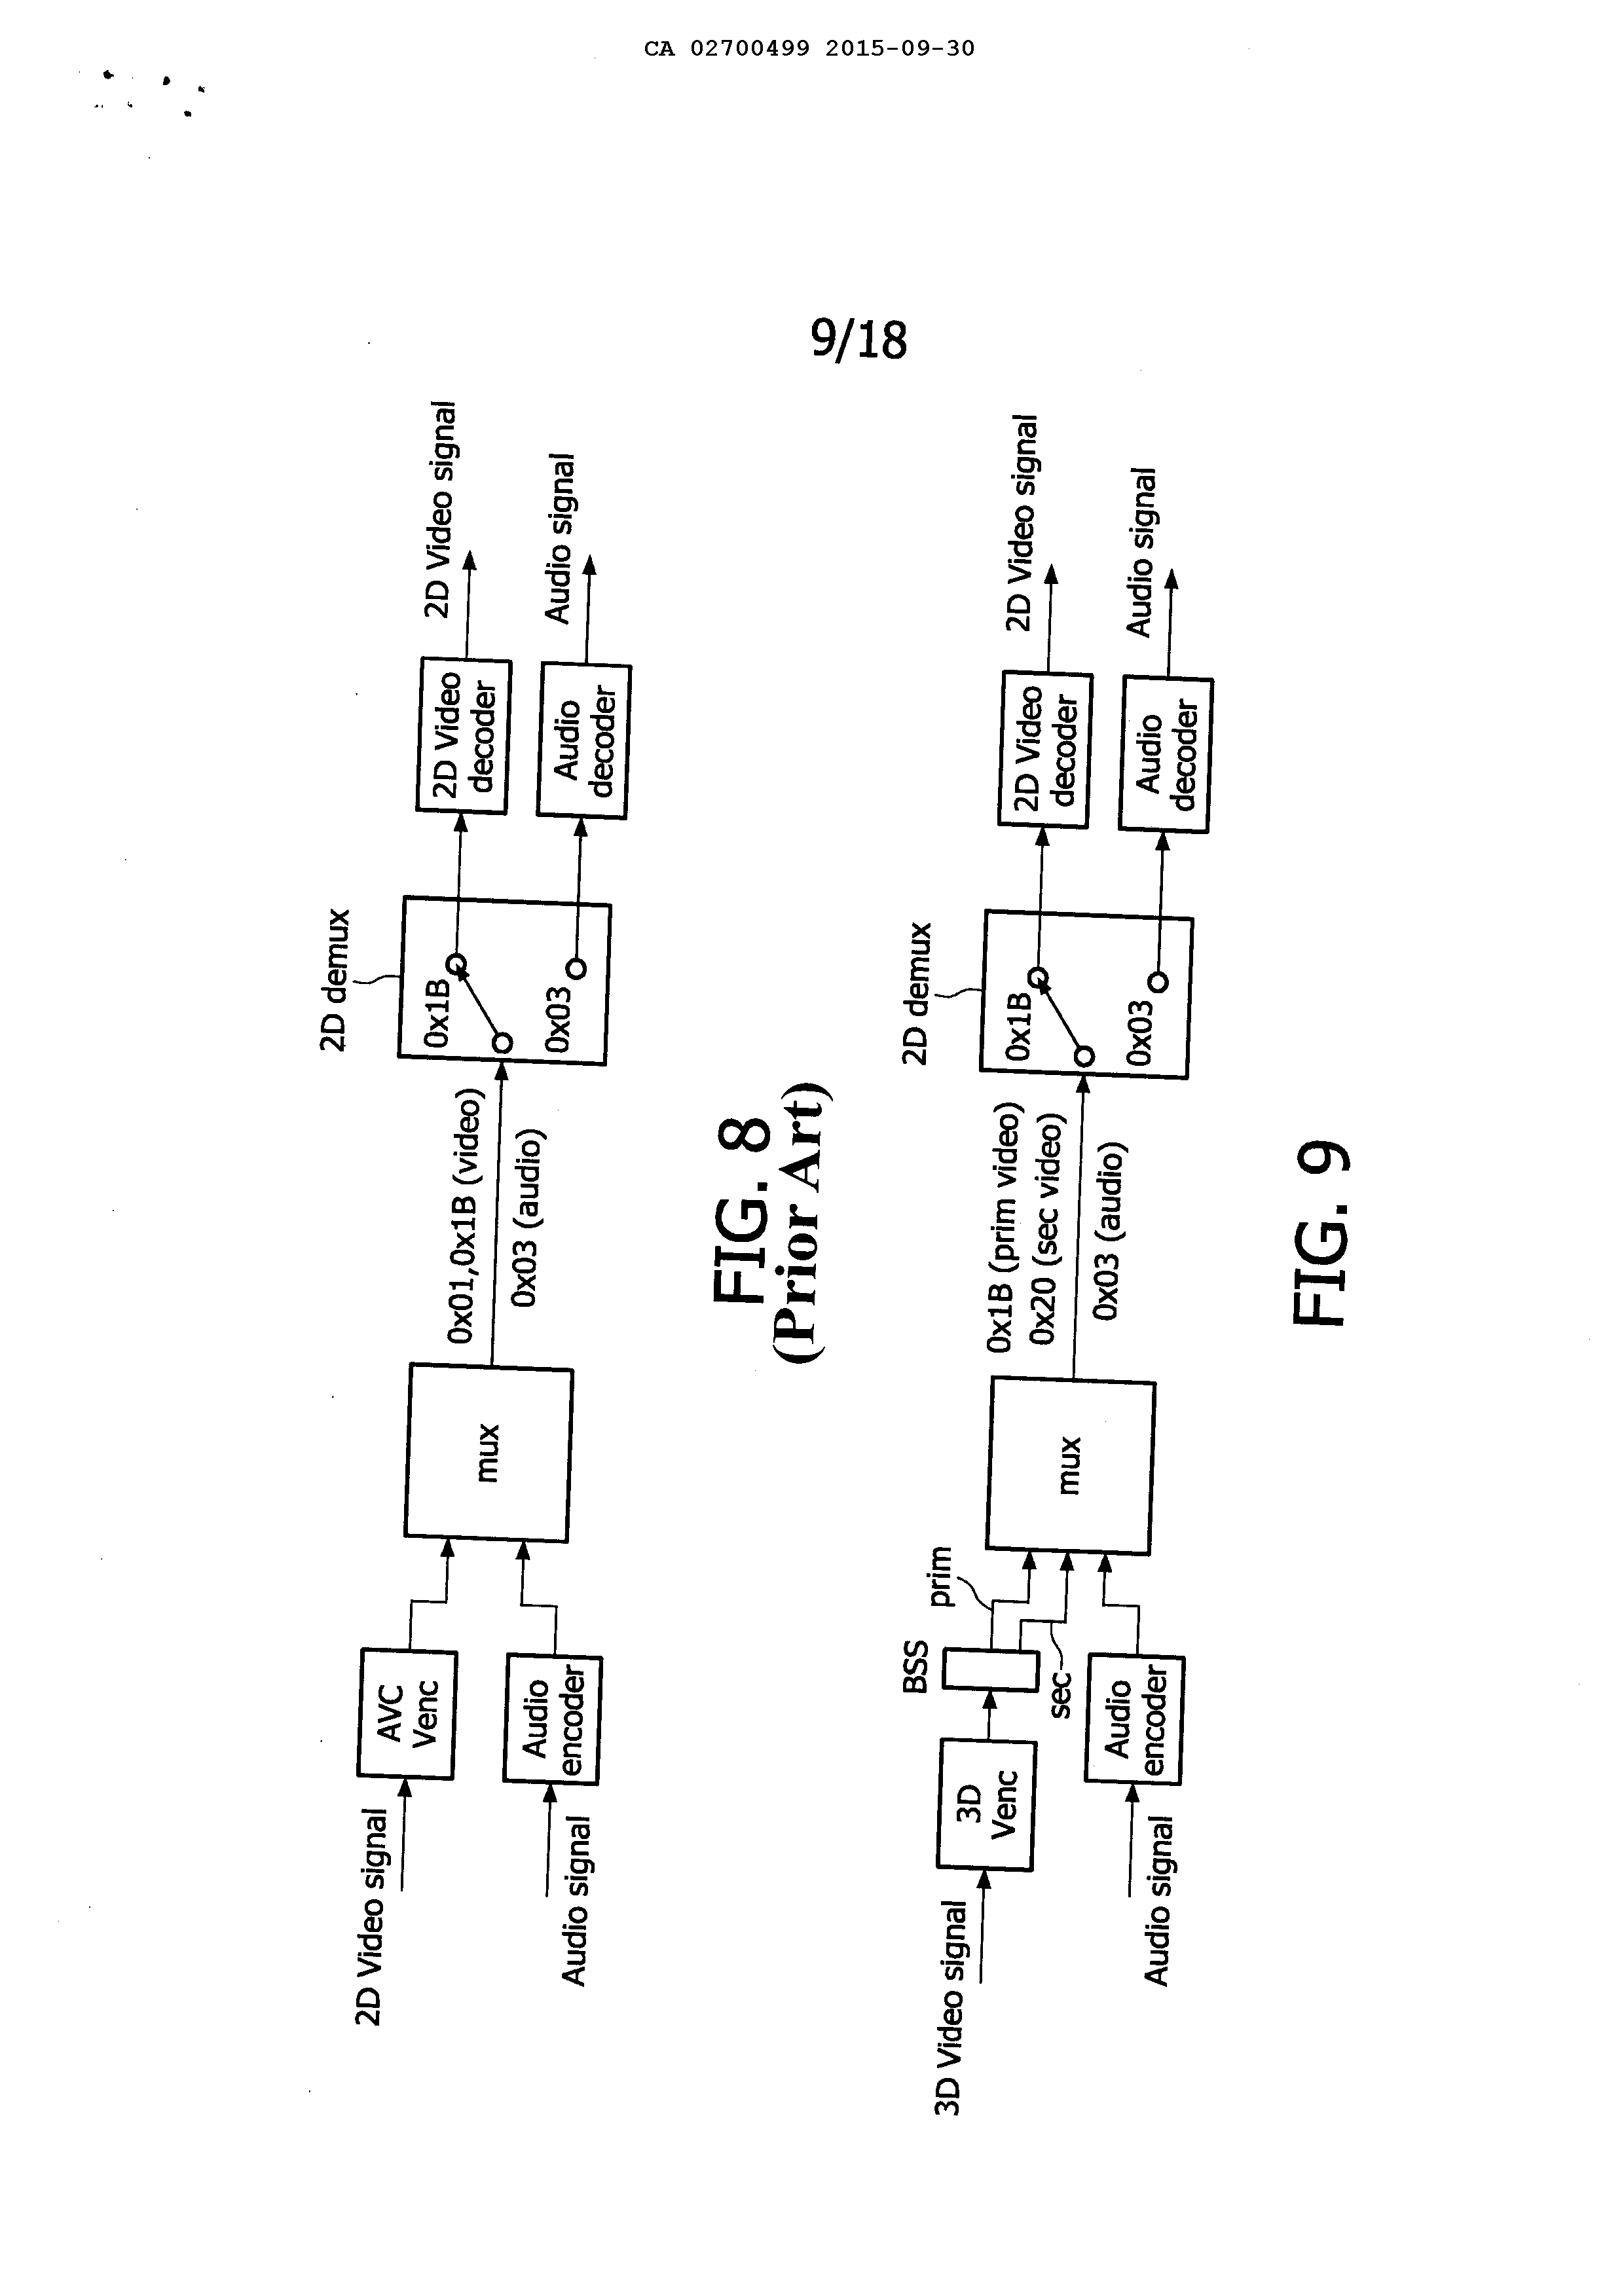 CA 02700499 2015-09-30
9/18
2D Video signal
AVC
Venc
Audio signal
Audio
encoder
mux
0x01,0x1B (video)
0x03 (audio)
2D demux
0x1B
0x03
2D Video
decoder
Audio
decoder
2D Video signal
Audio signal
FIG. 8
(Prior Art)
3D Video signal
3D
Venc
BSS
prim
sec
Audio signal
Audio
encoder
mux
0x1B (prim video)
0x20 (sec video)
0x03 (audio)
2D demux
0x1B
0x03
2D Video
decoder
Audio
decoder
2D Video signal
Audio signal
FIG. 9